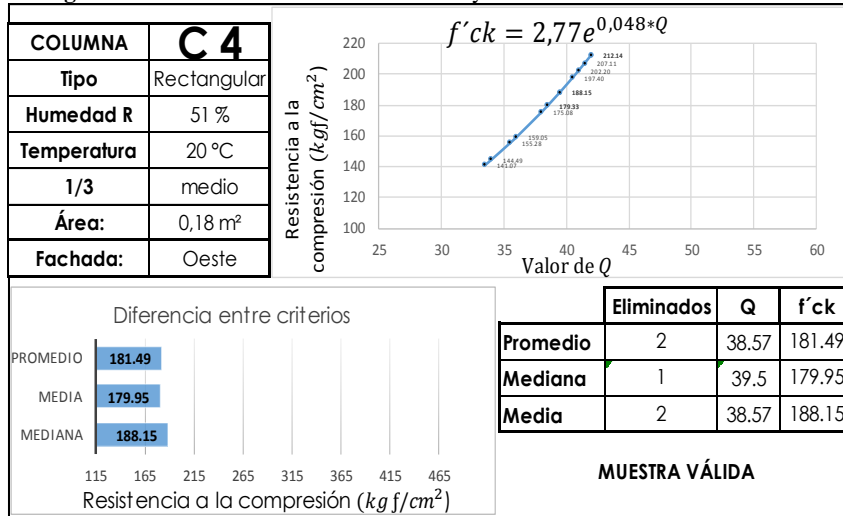 COLUMNA C 4
Tipo Rectangular
Humedad R 51 %
Temperatura 20 °C
1/3 medio
Área: 0,18 m²
Fachada: Oeste
f´ck = 2,77e^{0,048*Q}
Resistencia a la
compresión (kgf/cm²)
220
200
180
160
140
120
100
212.14
207.11
202.20
197.40
188.15
179.33
175.08
159.05
155.28
144.49
141.07
25 30 35 40 45 50 55 60
Valor de Q
Diferencia entre criterios
PROMEDIO 181.49
MEDIA 179.95
MEDIANA 188.15
115 165 215 265 315 365 415 465
Resistencia a la compresión (kg f/cm²)
Eliminados Q f´ck
Promedio 2 38.57 181.49
Mediana 1 39.5 179.95
Media 2 38.57 188.15
MUESTRA VÁLIDA